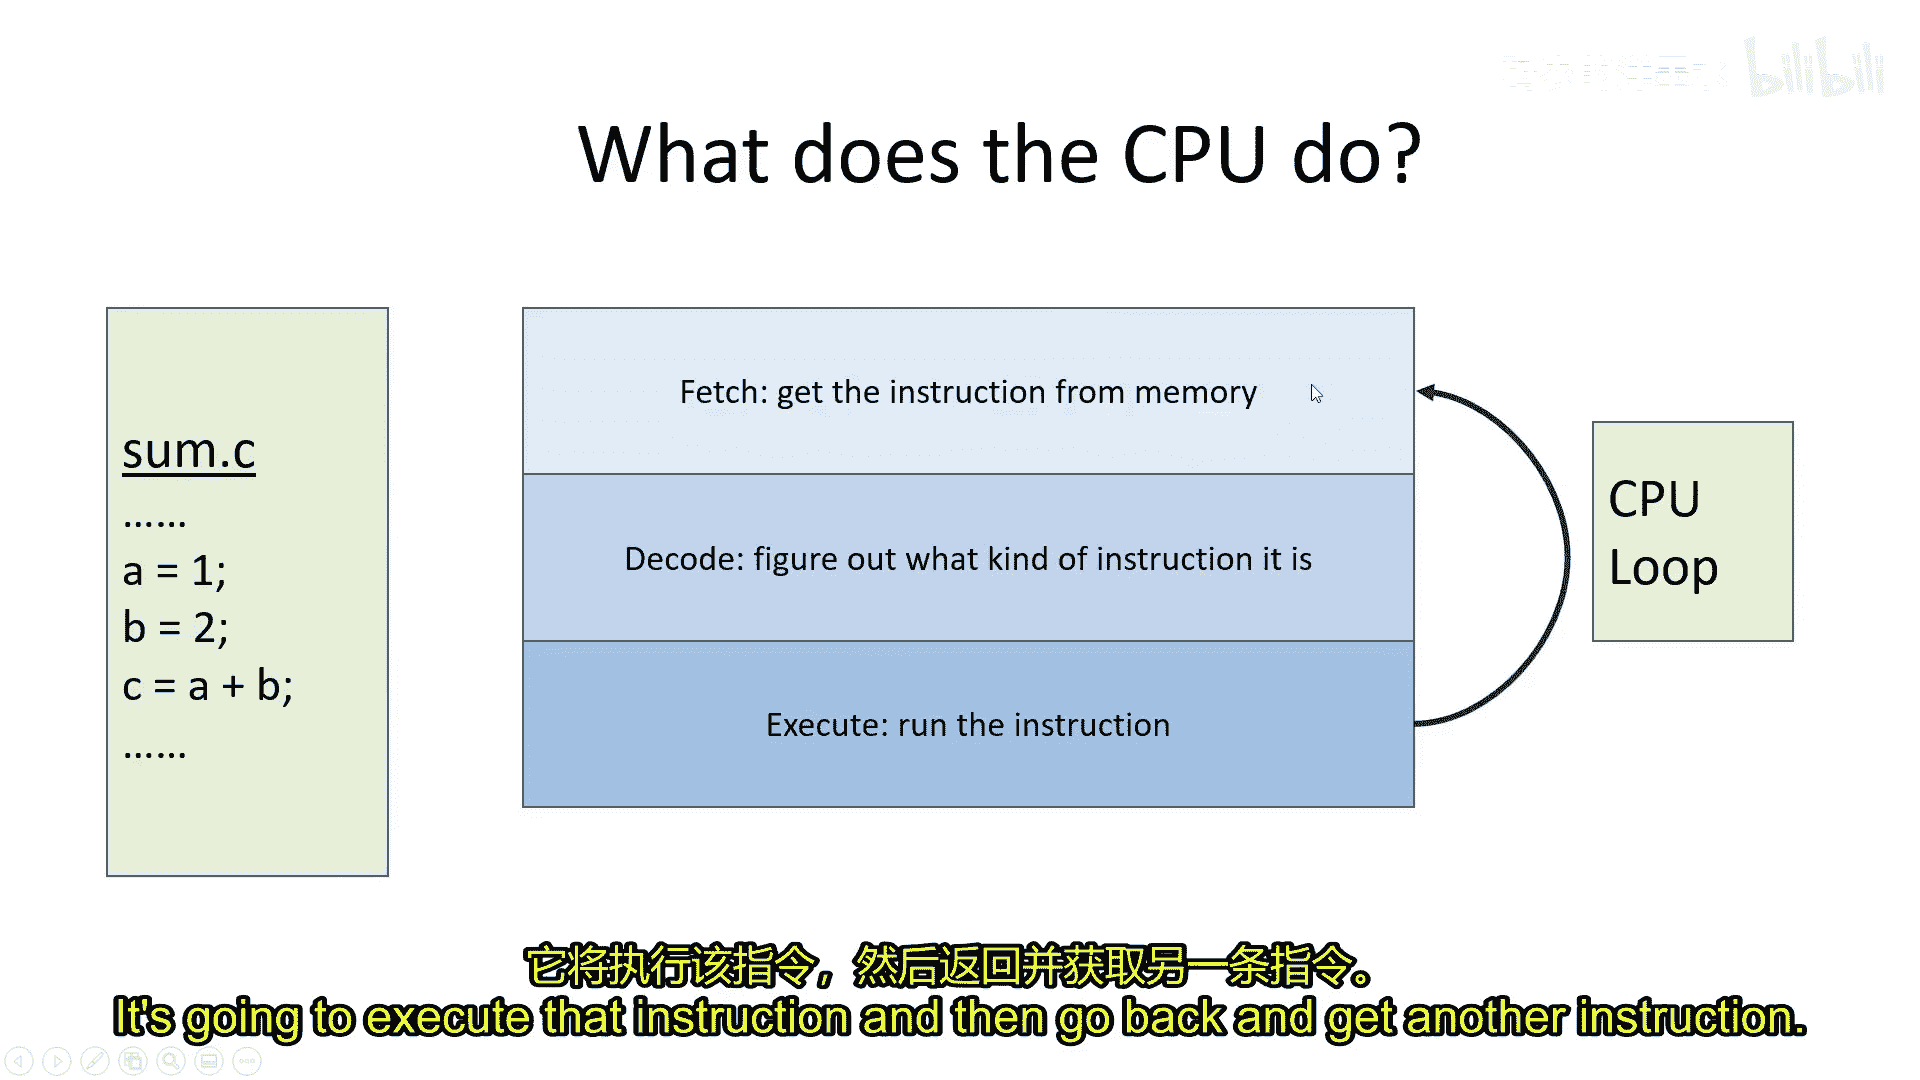 bilibili
What does the CPU do?
sum.c
......
a = 1;
b = 2;
c = a + b;
......
Fetch: get the instruction from memory
Decode: figure out what kind of instruction it is
Execute: run the instruction
CPU
Loop
它将执行该指令，然后返回并获取另一条指令。
It's going to execute that instruction and then go back and get another instruction.